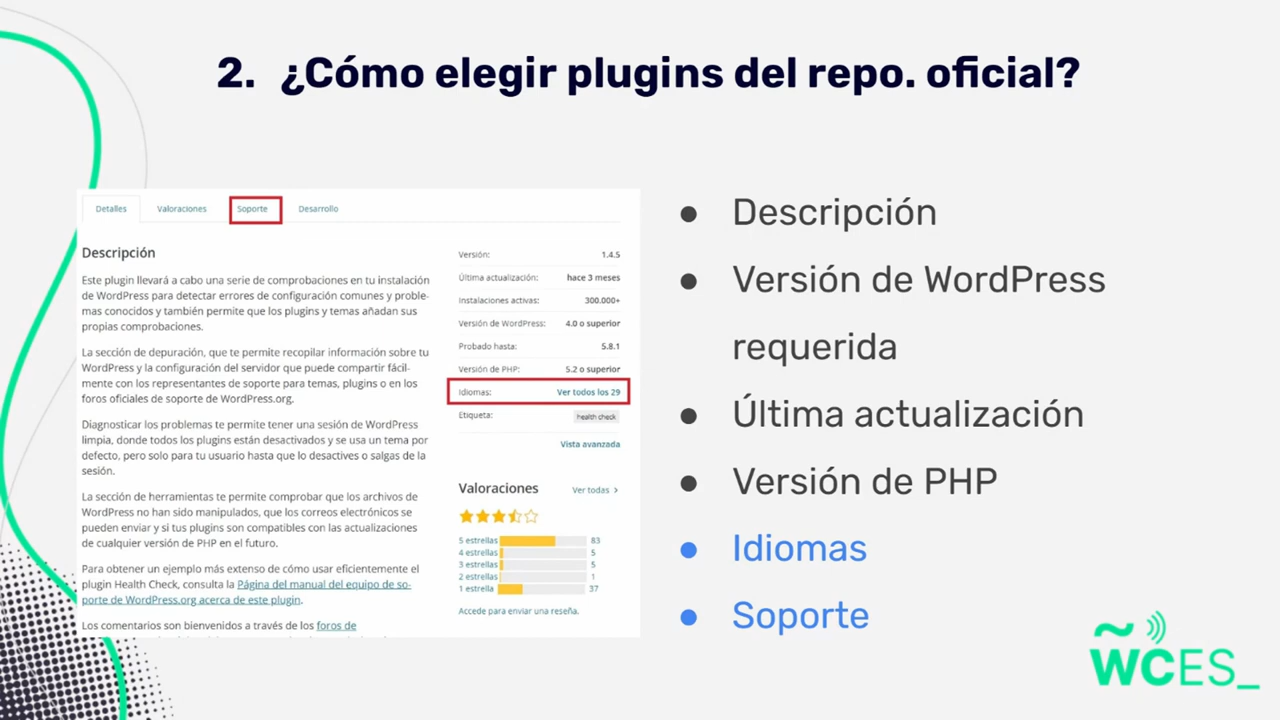 2. ¿Cómo elegir plugins del repo. oficial?
Detalles
Valoraciones
Soporte
Desarrollo
Descripción
Este plugin llevará a cabo una serie de comprobaciones en tu instalación
de WordPress para detectar errores de configuración comunes y proble-
mas conocidos y también permite que los plugins y temas añadan sus
propias comprobaciones.
La sección de depuración, que te permite recopilar información sobre tu
WordPress y la configuración del servidor que puede compartir fácil-
mente con los representantes de soporte para temas, plugins o en los
foros oficiales de soporte de WordPress.org.
Diagnosticar los problemas te permite tener una sesión de WordPress
limpia, donde todos los plugins están desactivados y se usa un tema por
defecto, pero solo para tu usuario hasta que lo desactives o salgas de la
sesión.
La sección de herramientas te permite comprobar que los archivos de
WordPress no han sido manipulados, que los correos electrónicos se
pueden enviar y si tus plugins son compatibles con las actualizaciones
de cualquier versión de PHP en el futuro.
Para obtener un ejemplo más extenso de cómo usar eficientemente el
plugin Health Check, consulta la Página del manual del equipo de so-
porte de WordPress.org acerca de este plugin.
Los comentarios son bienvenidos a través de los foros de
Versión: 1.4.5
Última actualización: hace 3 meses
Instalaciones activas: 300.000+
Versión de WordPress: 4.0 o superior
Probado hasta: 5.8.1
Versión de PHP: 5.2 o superior
Idiomas: Ver todos los 29
Etiqueta: health check
Vista avanzada
Valoraciones Ver todas >
5 estrellas 83
4 estrellas 5
3 estrellas 5
2 estrellas 1
1 estrella 37
Accede para enviar una reseña.
● Descripción
● Versión de WordPress
requerida
● Última actualización
● Versión de PHP
● Idiomas
● Soporte
WCES_